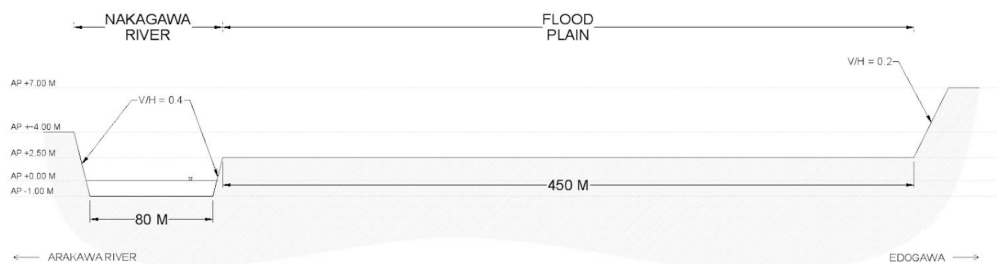 NAKAGAWA
RIVER
FLOOD
PLAIN
V/H = 0.2
AP +7.00 M
V/H = 0.4
AP +-4.00 M
AP +2.50 M
AP +0.00 M
AP -1.00 M
450 M
80 M
ARAKAWA RIVER
EDOGAWA